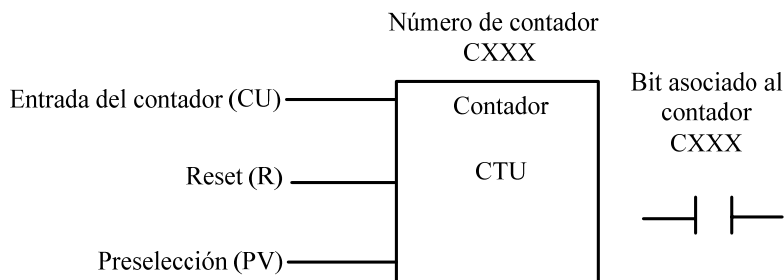 Número de contador
CXXX
Entrada del contador (CU)
Contador
Bit asociado al
contador
CXXX
Reset (R)
CTU
Preselección (PV)